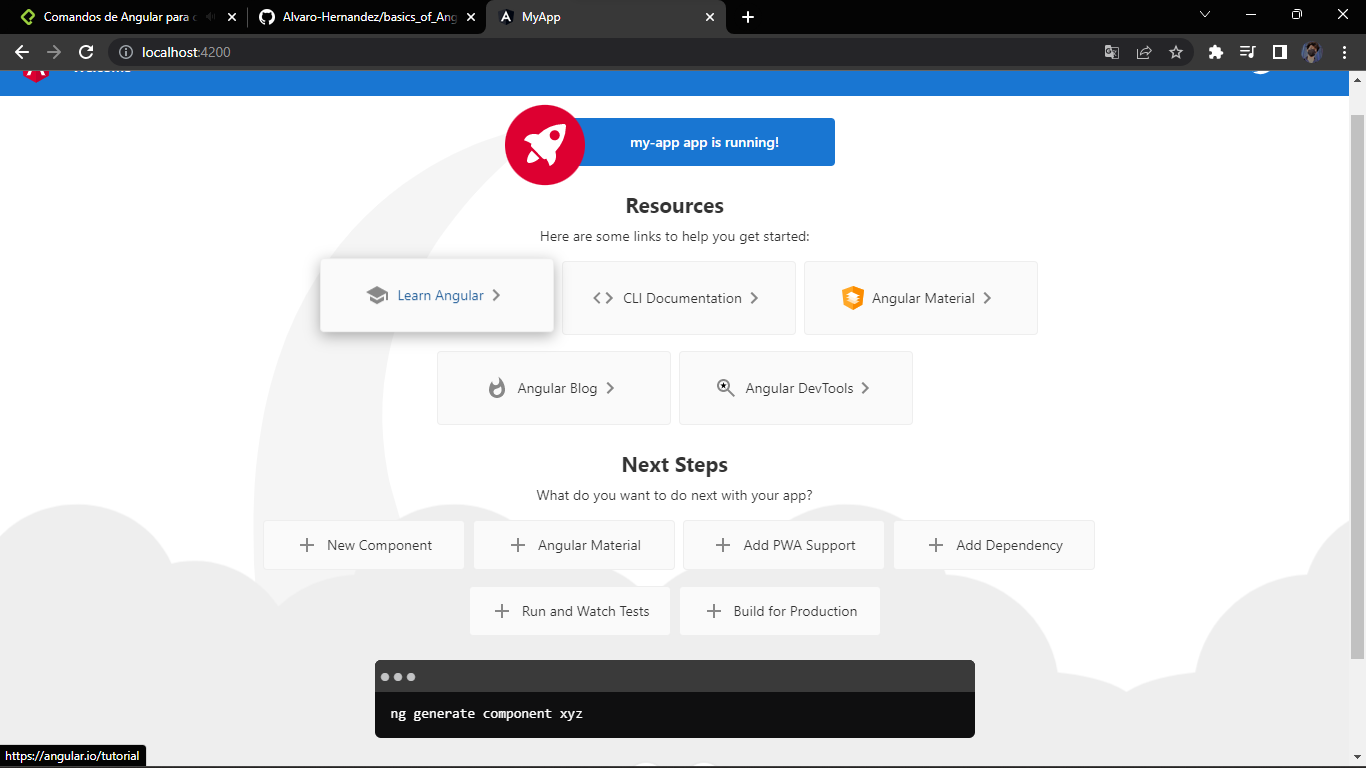 Comandos de Angular para c
Alvaro-Hernandez/basics_of_Ang
MyApp
localhost:4200
my-app app is running!
Resources
Here are some links to help you get started:
Learn Angular
CLI Documentation
Angular Material
Angular Blog
Angular DevTools
Next Steps
What do you want to do next with your app?
New Component
Angular Material
Add PWA Support
Add Dependency
Run and Watch Tests
Build for Production
ng generate component xyz
https://angular.io/tutorial